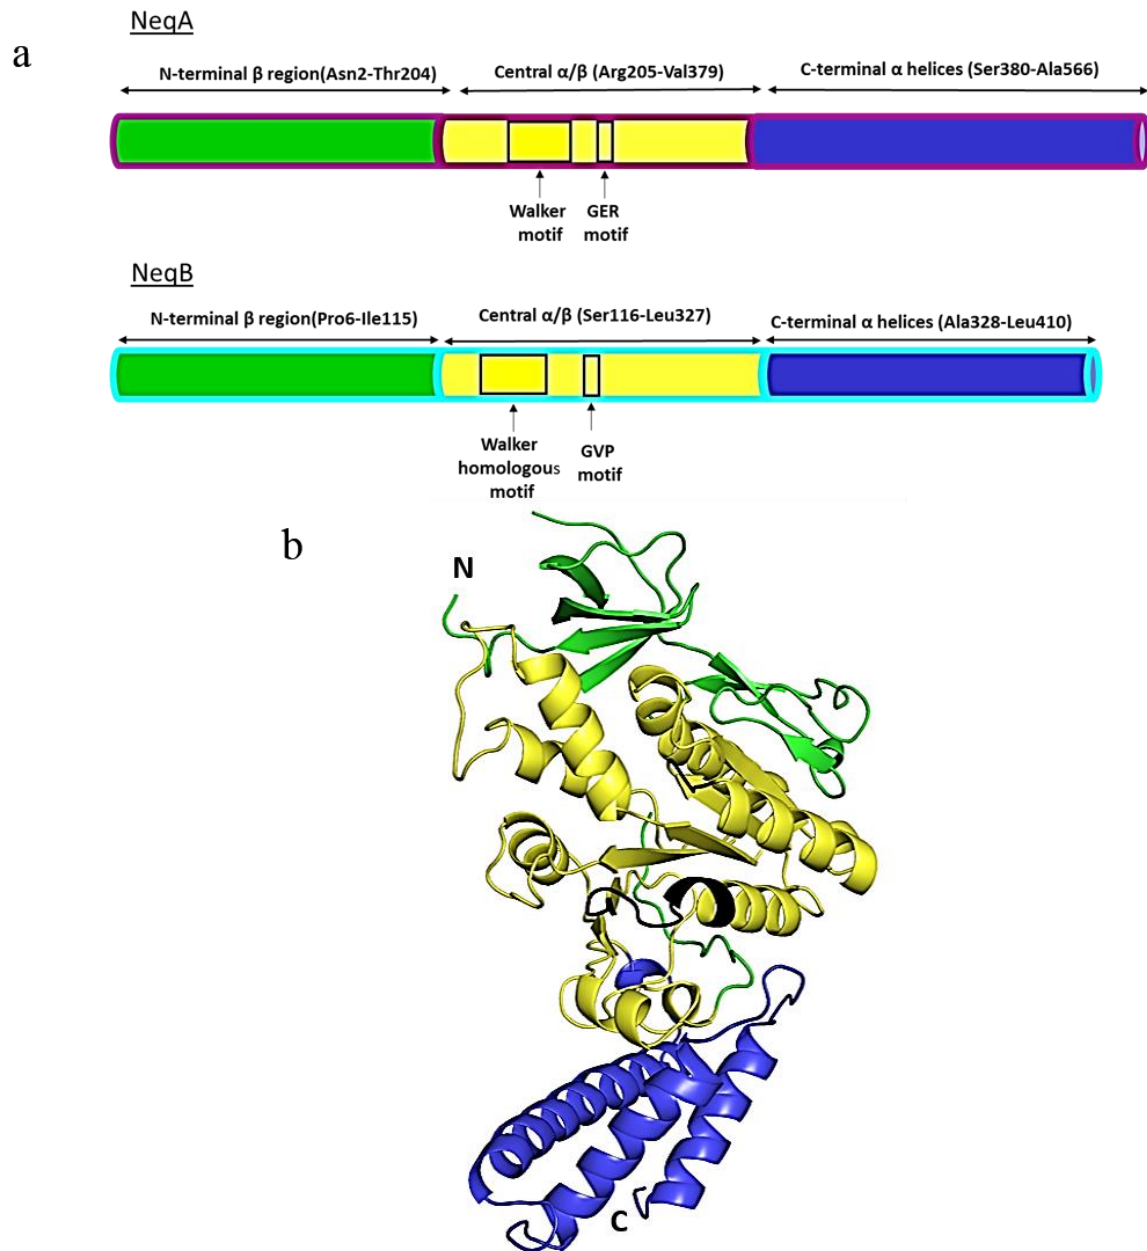 NeqA
a
N-terminal β region(Asn2-Thr204)
Central α/β (Arg205-Val379)
C-terminal α helices (Ser380-Ala566)
Walker
motif
GER
motif
NeqB
N-terminal β region(Pro6-Ile115)
Central α/β (Ser116-Leu327)
C-terminal α helices (Ala328-Leu410)
Walker
homologous
motif
GVP
motif
b
N
C